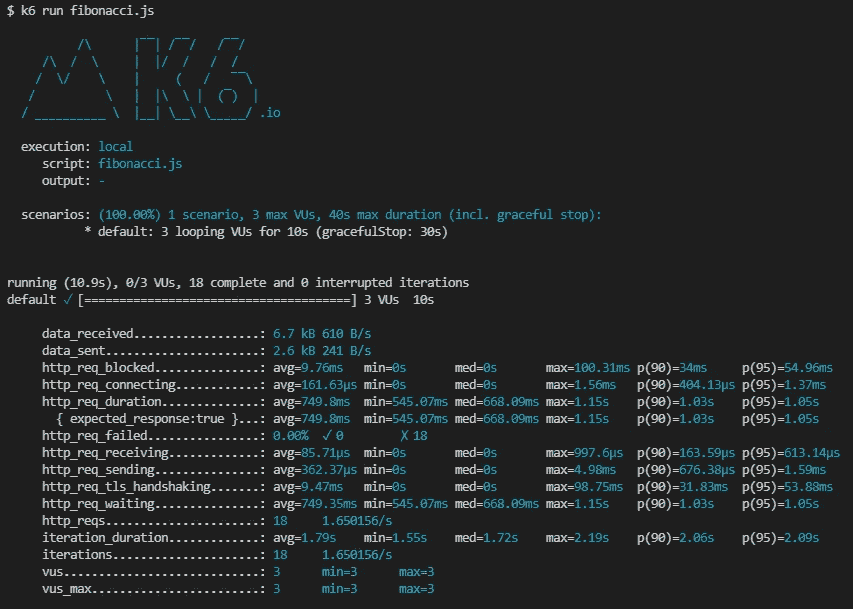 $ k6 run fibonacci.js
          /\      |‾‾| /‾‾/   /‾‾/
     /\  /  \     |  |/  /   /  /
    /  \/    \    |     (   /   ‾‾\
   /          \   |  |\  \ |  (‾)  |
  / __________ \  |__| \__\ \_____/ .io
execution: local
script: fibonacci.js
output: -
scenarios: (100.00%) 1 scenario, 3 max VUs, 40s max duration (incl. graceful stop):
* default: 3 looping VUs for 10s (gracefulStop: 30s)
running (10.9s), 0/3 VUs, 18 complete and 0 interrupted iterations
default ✓ [======================================] 3 VUs  10s
data_received..................: 6.7 kB 610 B/s
data_sent......................: 2.6 kB 241 B/s
http_req_blocked...............: avg=9.76ms   min=0s       med=0s       max=100.31ms p(90)=34ms     p(95)=54.96ms
http_req_connecting............: avg=161.63µs min=0s       med=0s       max=1.56ms   p(90)=404.13µs p(95)=1.37ms
http_req_duration..............: avg=749.8ms  min=545.07ms med=668.09ms max=1.15s    p(90)=1.03s    p(95)=1.05s
{ expected_response:true }...: avg=749.8ms  min=545.07ms med=668.09ms max=1.15s    p(90)=1.03s    p(95)=1.05s
http_req_failed................: 0.00%  ✓ 0        ✗ 18
http_req_receiving.............: avg=85.71µs  min=0s       med=0s       max=997.6µs  p(90)=163.59µs p(95)=613.14µs
http_req_sending...............: avg=362.37µs min=0s       med=0s       max=4.98ms   p(90)=676.38µs p(95)=1.59ms
http_req_tls_handshaking.......: avg=9.47ms   min=0s       med=0s       max=98.75ms  p(90)=31.83ms  p(95)=53.88ms
http_req_waiting...............: avg=749.35ms min=545.07ms med=668.09ms max=1.15s    p(90)=1.03s    p(95)=1.05s
http_reqs......................: 18     1.650156/s
iteration_duration.............: avg=1.79s    min=1.55s    med=1.72s    max=2.19s    p(90)=2.06s    p(95)=2.09s
iterations.....................: 18     1.650156/s
vus............................: 3      min=3      max=3
vus_max........................: 3      min=3      max=3